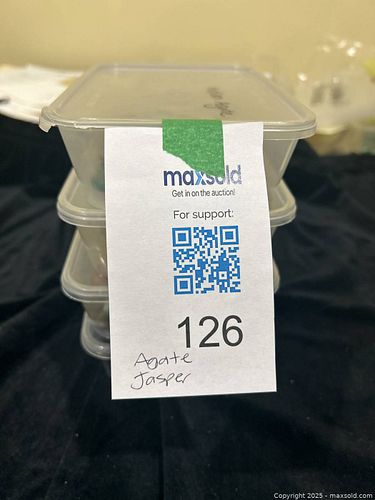 maxsold
Get in on the auction!
For support:
126
Agate
Jasper
Copyright 2025 - maxsold.com